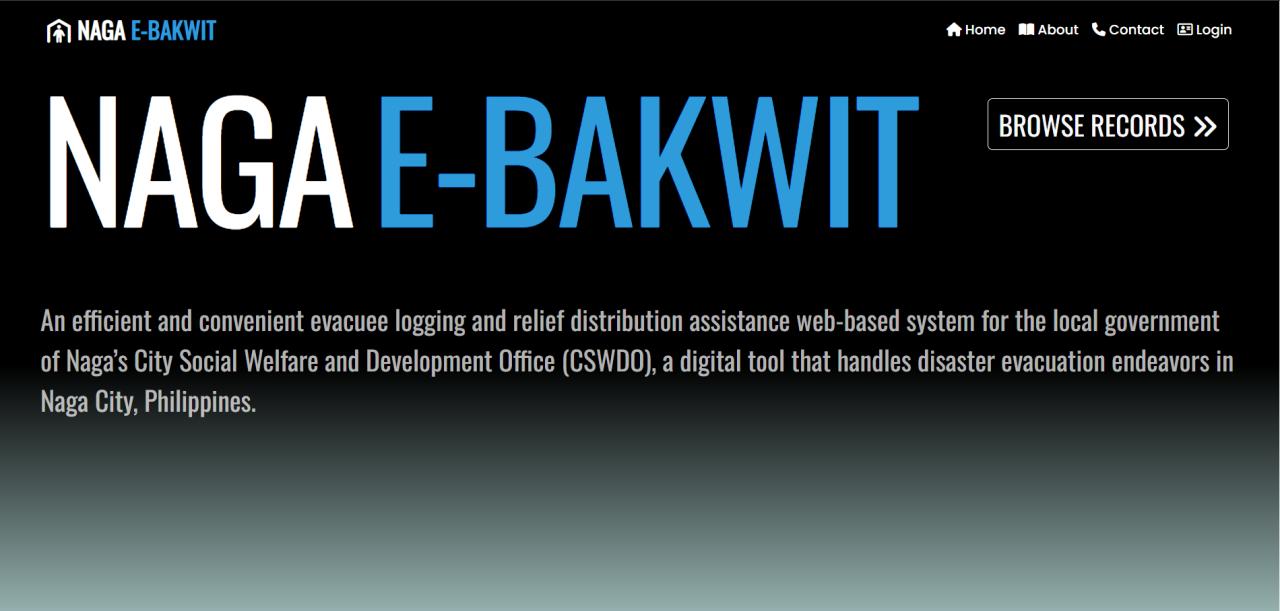 NAGA E-BAKWIT
Home About Contact Login
NAGA E-BAKWIT
BROWSE RECORDS
An efficient and convenient evacuee logging and relief distribution assistance web-based system for the local government
of Naga’s City Social Welfare and Development Office (CSWDO), a digital tool that handles disaster evacuation endeavors in
Naga City, Philippines.